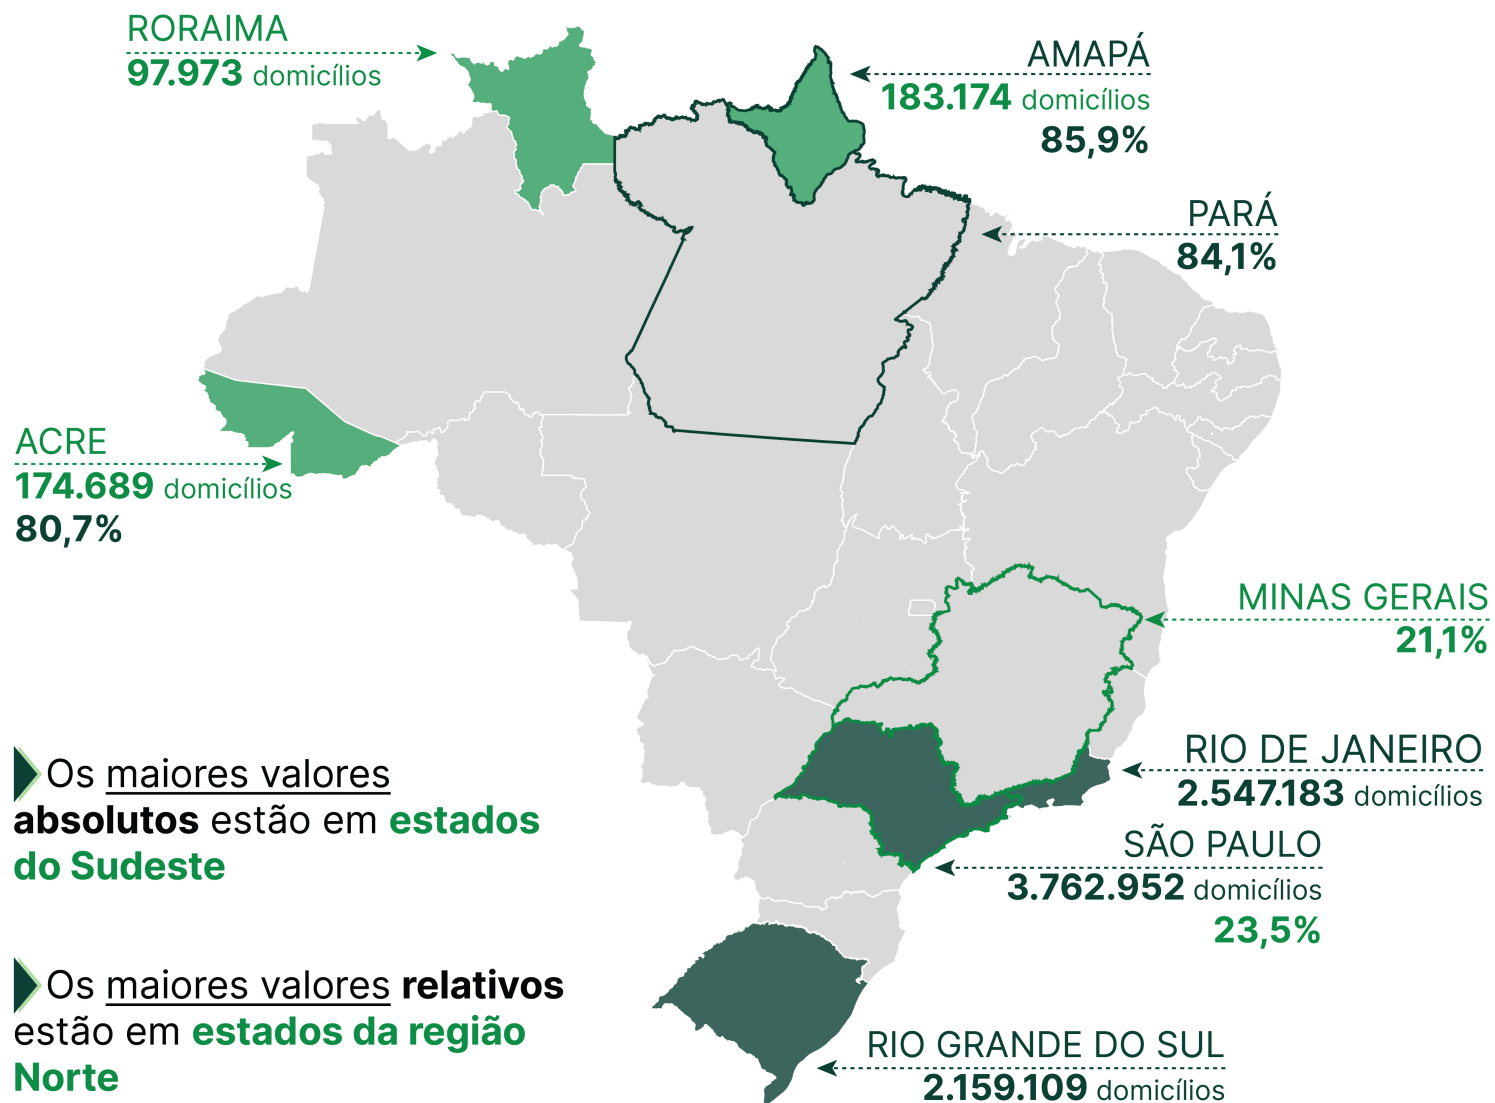 RORAIMA
97.973 domicílios
AMAPÁ
183.174 domicílios
85,9%
PARÁ
84,1%
ACRE
174.689 domicílios
80,7%
MINAS GERAIS
21,1%
RIO DE JANEIRO
2.547.183 domicílios
SÃO PAULO
3.762.952 domicílios
23,5%
RIO GRANDE DO SUL
2.159.109 domicílios
Os maiores valores
absolutos estão em estados
do Sudeste
Os maiores valores relativos
estão em estados da região
Norte